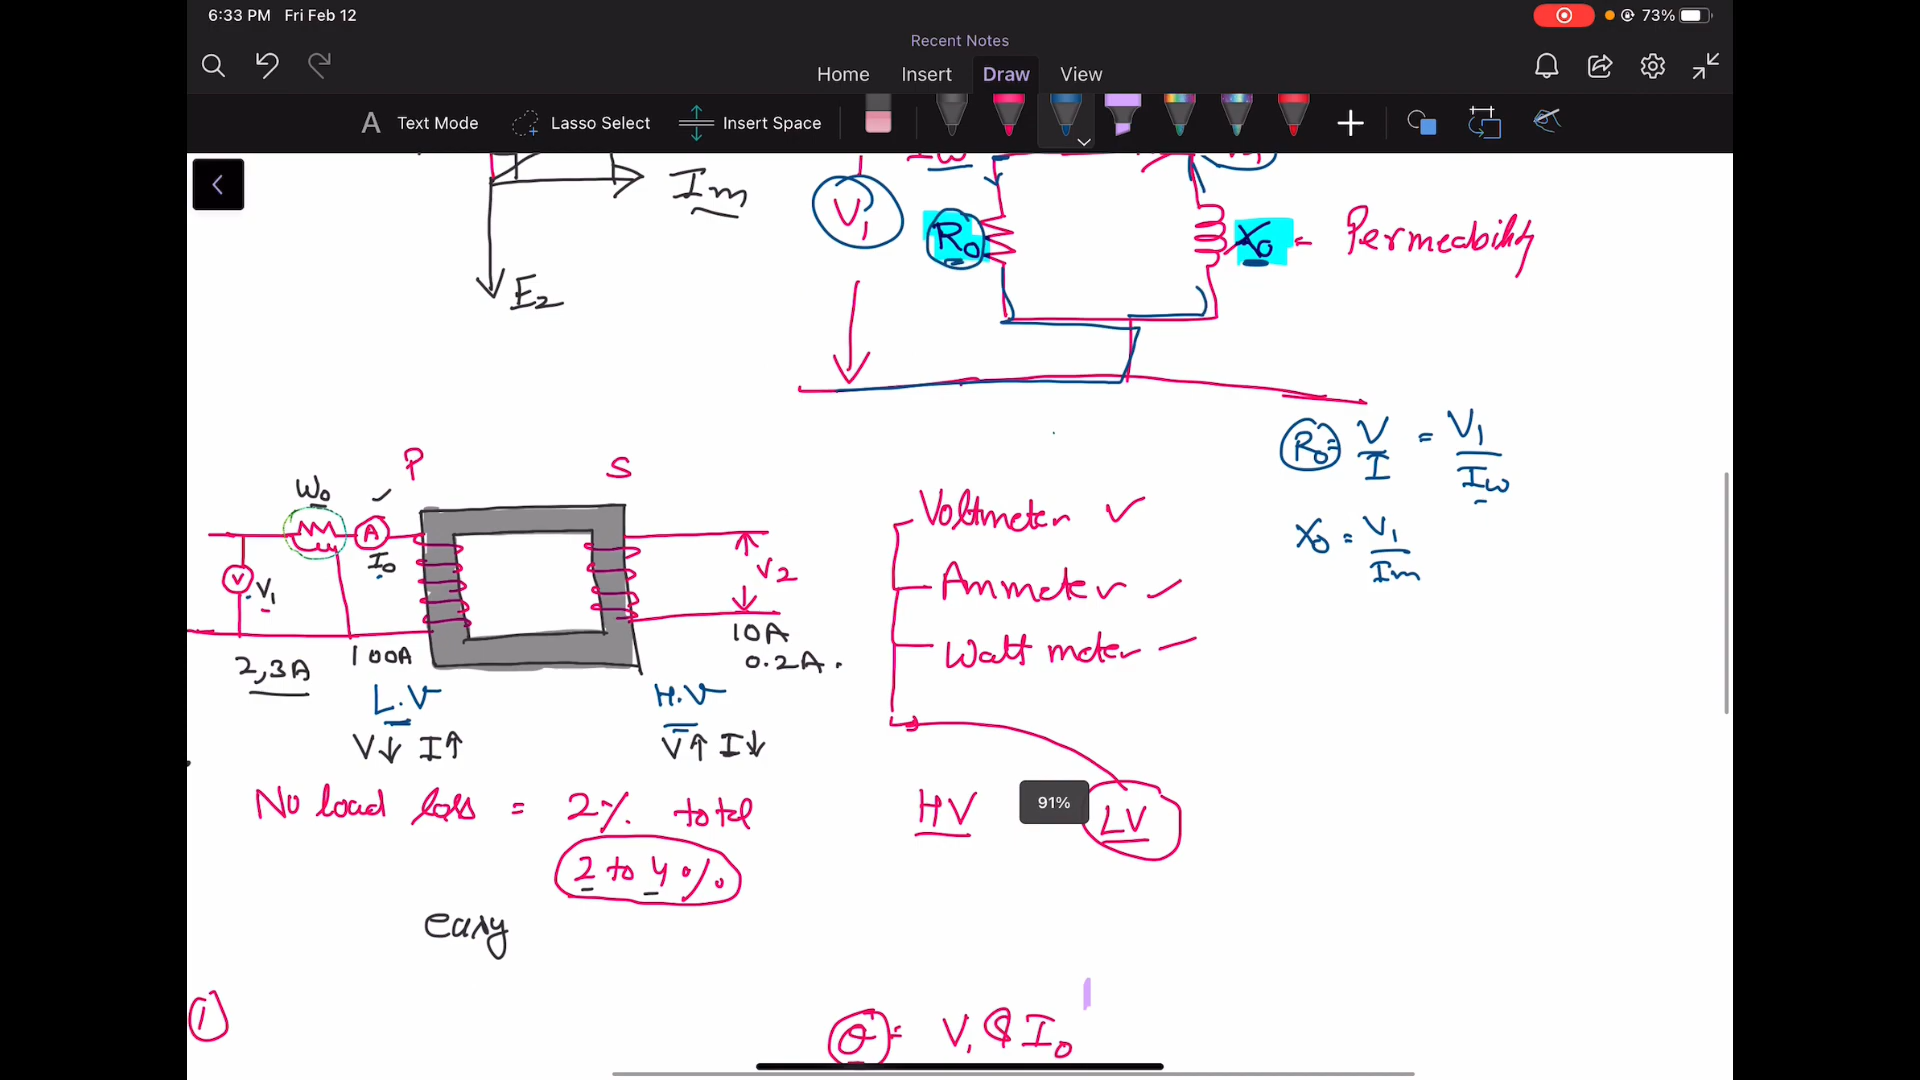 6:33 PM Fri Feb 12
73%
Recent Notes
Home Insert Draw View
A Text Mode Lasso Select Insert Space
Iw
Im
V1
R0
X0 = Permeability
E2
R0 = V/I = V1/Iw
X0 = V1/Im
P S
W0
A
I0
V
V1
V2
2,3A
100A
10A
0.2A.
L.V
H.V
V↓ I↑
V↑ I↓
Voltmeter ✓
Ammeter ✓
Watt meter
No load loss = 2% total
2 to 4%
HV
91%
LV
easy
1
= V1 & I0